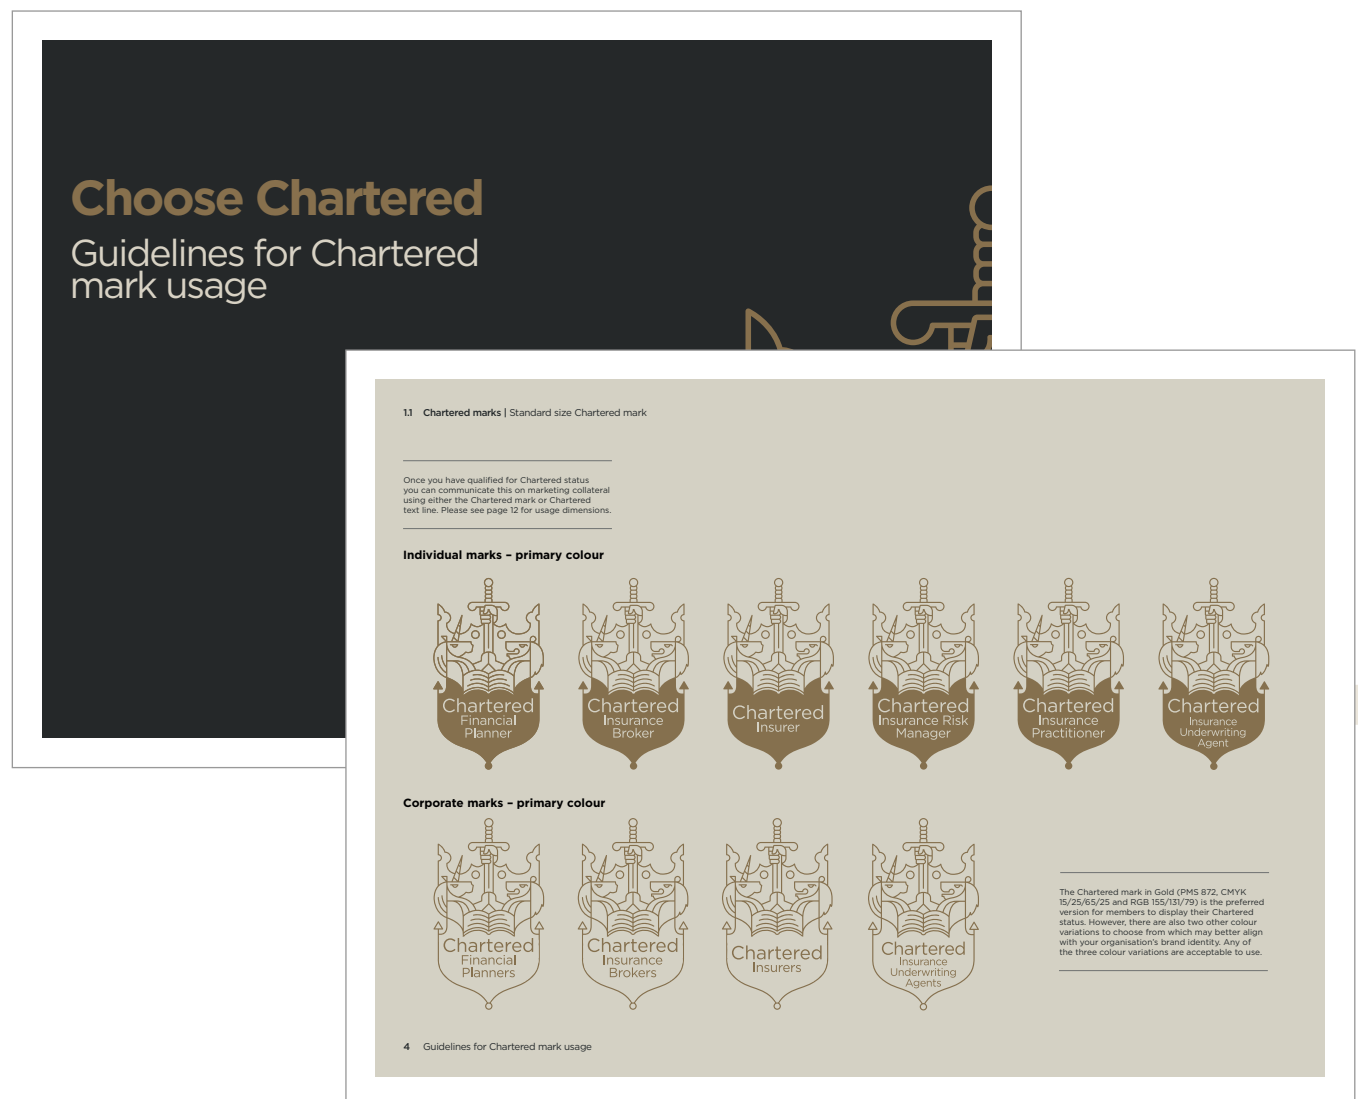 Choose Chartered
Guidelines for Chartered
mark usage
1.1 Chartered marks | Standard size Chartered mark
Once you have qualified for Chartered status
you can communicate this on marketing collateral
using either the Chartered mark or Chartered
text line. Please see page 12 for usage dimensions.
Individual marks – primary colour
Chartered
Financial
Planner
Chartered
Insurance
Broker
Chartered
Insurer
Chartered
Insurance Risk
Manager
Chartered
Insurance
Practitioner
Chartered
Insurance
Underwriting
Agent
Corporate marks – primary colour
Chartered
Financial
Planners
Chartered
Insurance
Brokers
Chartered
Insurers
Chartered
Insurance
Underwriting
Agents
The Chartered mark in Gold (PMS 872, CMYK
15/25/65/25 and RGB 155/131/79) is the preferred
version for members to display their Chartered
status. However, there are also two other colour
variations to choose from which may better align
with your organisation's brand identity. Any of
the three colour variations are acceptable to use.
4 Guidelines for Chartered mark usage